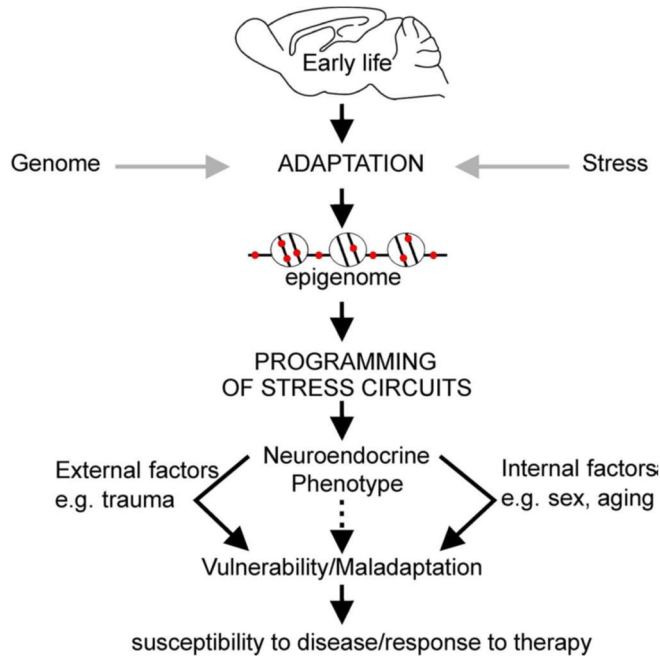 Early life
Genome
ADAPTATION
Stress
epigenome
PROGRAMMING
OF STRESS CIRCUITS
External factors
e.g. trauma
Neuroendocrine
Phenotype
Internal factors
e.g. sex, aging
Vulnerability/Maladaptation
susceptibility to disease/response to therapy